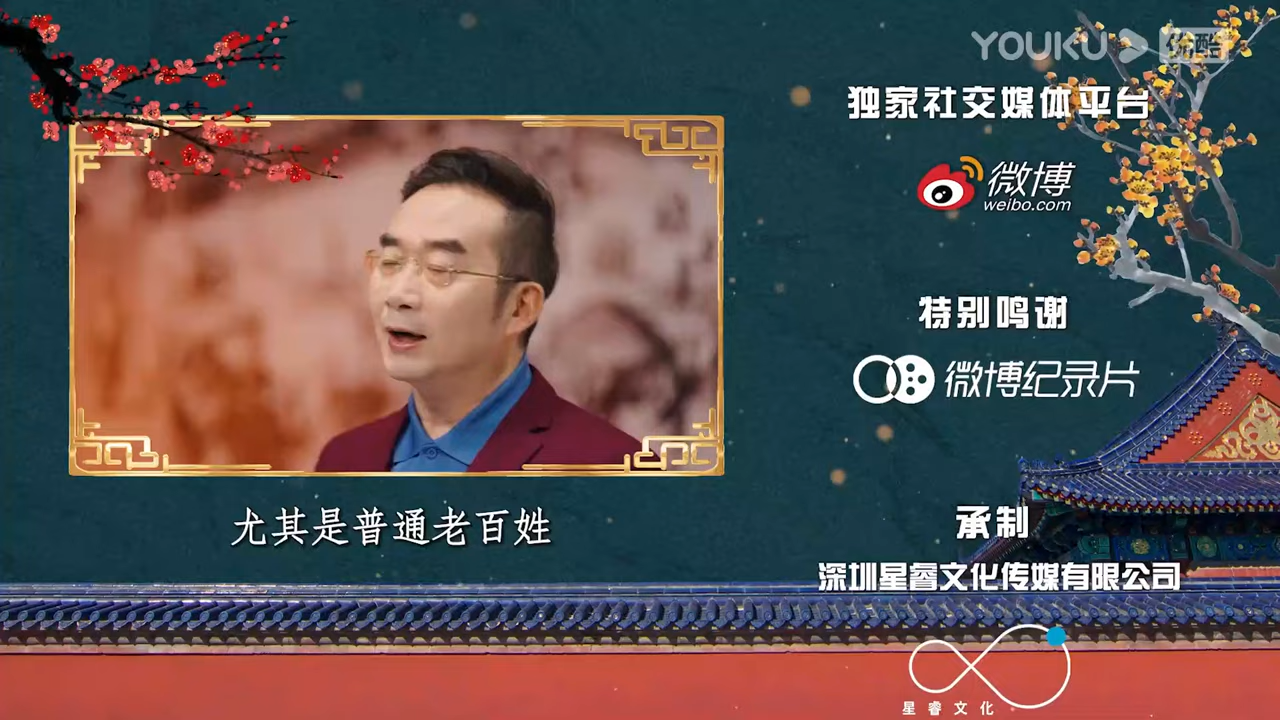 YOUKU 优酷
独家社交媒体平台
微博
weibo.com
特别鸣谢
微博纪录片
尤其是普通老百姓
承制
深圳星睿文化传媒有限公司
星睿文化